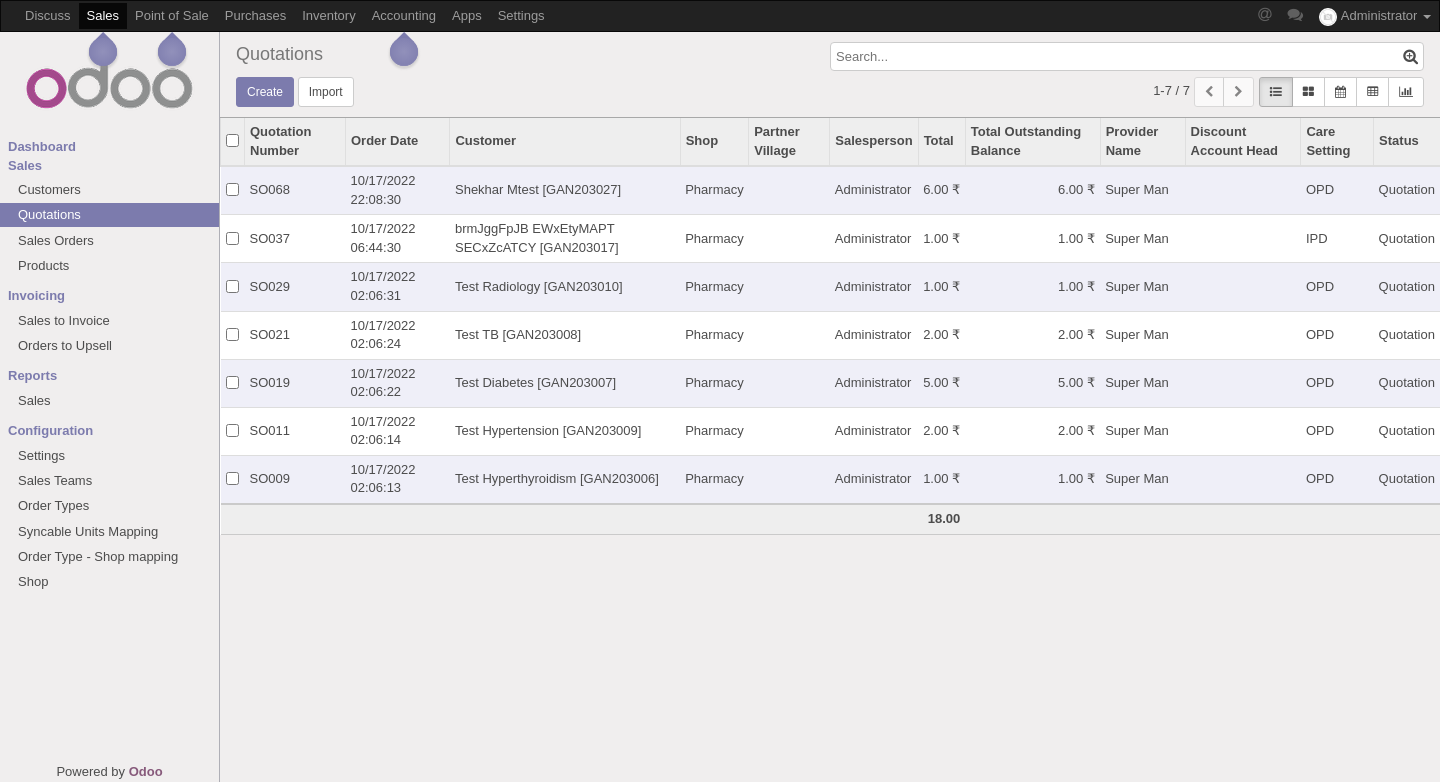 Discuss Sales Point of Sale Purchases Inventory Accounting Apps Settings @ Administrator
odoo
Dashboard
Sales
Customers
Quotations
Sales Orders
Products
Invoicing
Sales to Invoice
Orders to Upsell
Reports
Sales
Configuration
Settings
Sales Teams
Order Types
Syncable Units Mapping
Order Type - Shop mapping
Shop
Powered by Odoo
Quotations
Search...
Create Import 1-7 / 7
Quotation Number Order Date Customer Shop Partner Village Salesperson Total Total Outstanding Balance Provider Name Discount Account Head Care Setting Status
SO068 10/17/2022 22:08:30 Shekhar Mtest [GAN203027] Pharmacy Administrator 6.00 ₹ 6.00 ₹ Super Man OPD Quotation
SO037 10/17/2022 06:44:30 brmJggFpJB EWxEtyMAPT SECxZcATCY [GAN203017] Pharmacy Administrator 1.00 ₹ 1.00 ₹ Super Man IPD Quotation
SO029 10/17/2022 02:06:31 Test Radiology [GAN203010] Pharmacy Administrator 1.00 ₹ 1.00 ₹ Super Man OPD Quotation
SO021 10/17/2022 02:06:24 Test TB [GAN203008] Pharmacy Administrator 2.00 ₹ 2.00 ₹ Super Man OPD Quotation
SO019 10/17/2022 02:06:22 Test Diabetes [GAN203007] Pharmacy Administrator 5.00 ₹ 5.00 ₹ Super Man OPD Quotation
SO011 10/17/2022 02:06:14 Test Hypertension [GAN203009] Pharmacy Administrator 2.00 ₹ 2.00 ₹ Super Man OPD Quotation
SO009 10/17/2022 02:06:13 Test Hyperthyroidism [GAN203006] Pharmacy Administrator 1.00 ₹ 1.00 ₹ Super Man OPD Quotation
18.00